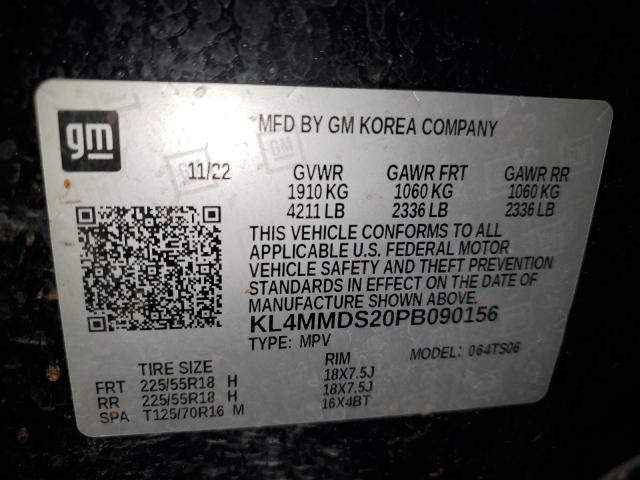 gm
MFD BY GM KOREA COMPANY
11/22 GVWR GAWR FRT GAWR RR
1910 KG 1060 KG 1060 KG
4211 LB 2336 LB 2336 LB
THIS VEHICLE CONFORMS TO ALL
APPLICABLE U.S. FEDERAL MOTOR
VEHICLE SAFETY AND THEFT PREVENTION
STANDARDS IN EFFECT ON THE DATE OF
MANUFACTURE SHOWN ABOVE.
KL4MMDS20PB090156
TYPE: MPV MODEL: 064TS06
TIRE SIZE RIM
FRT 225/55R18 H 18X7.5J
RR 225/55R18 H 18X7.5J
SPA T125/70R16 M 16X4BT